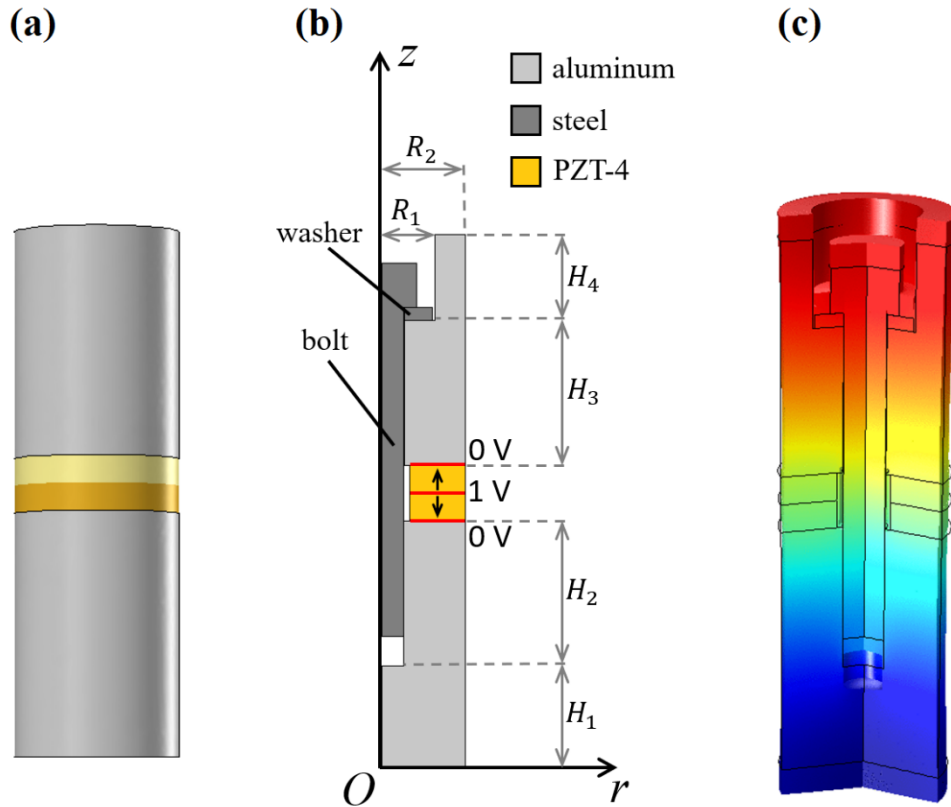 (a)
(b)
(c)
z
aluminum
steel
PZT-4
R₂
R₁
washer
bolt
H₄
H₃
0 V
1 V
0 V
H₂
H₁
O
r